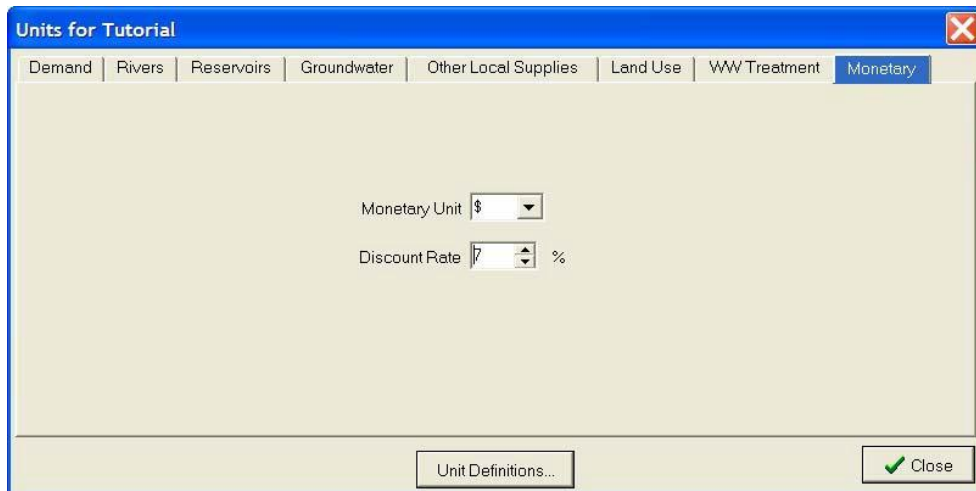 Units for Tutorial
Demand Rivers Reservoirs Groundwater Other Local Supplies Land Use WW Treatment Monetary
Monetary Unit $
Discount Rate 7 %
Unit Definitions...
Close